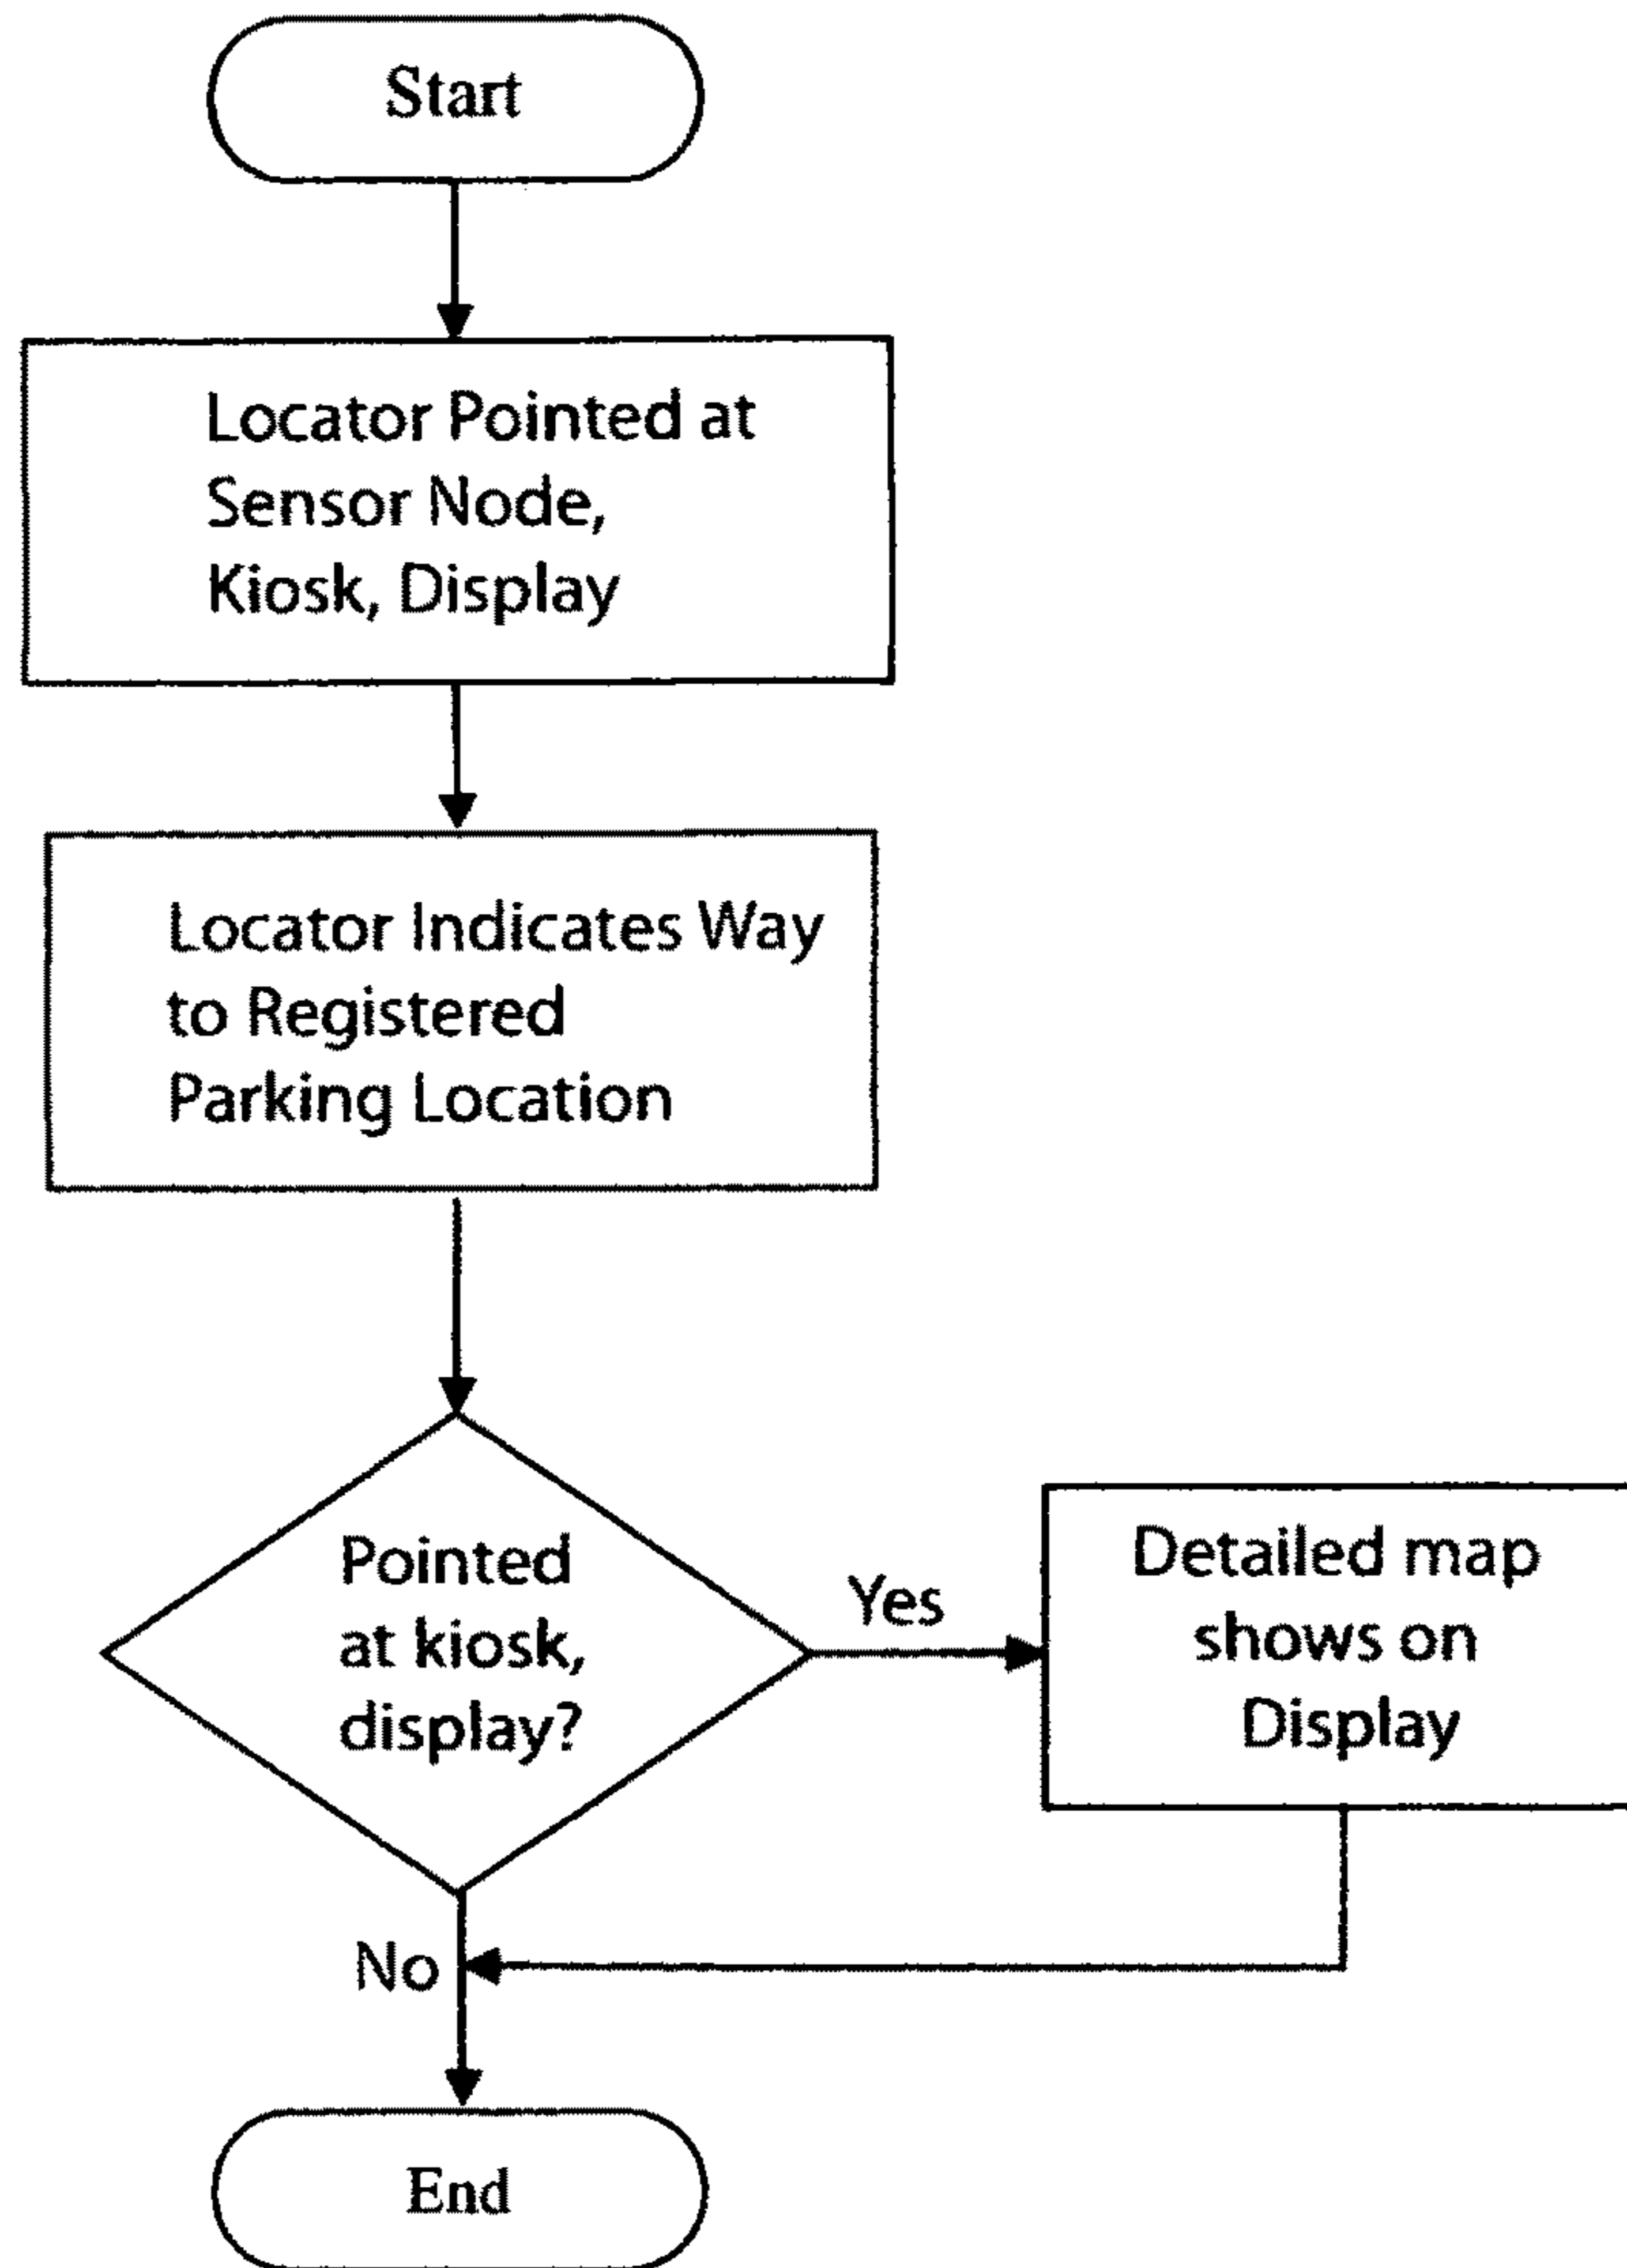 Start
Locator Pointed at
Sensor Node,
Kiosk, Display
Locator Indicates Way
to Registered
Parking Location
Pointed
at kiosk,
display?
Yes
Detailed map
shows on
Display
No
End